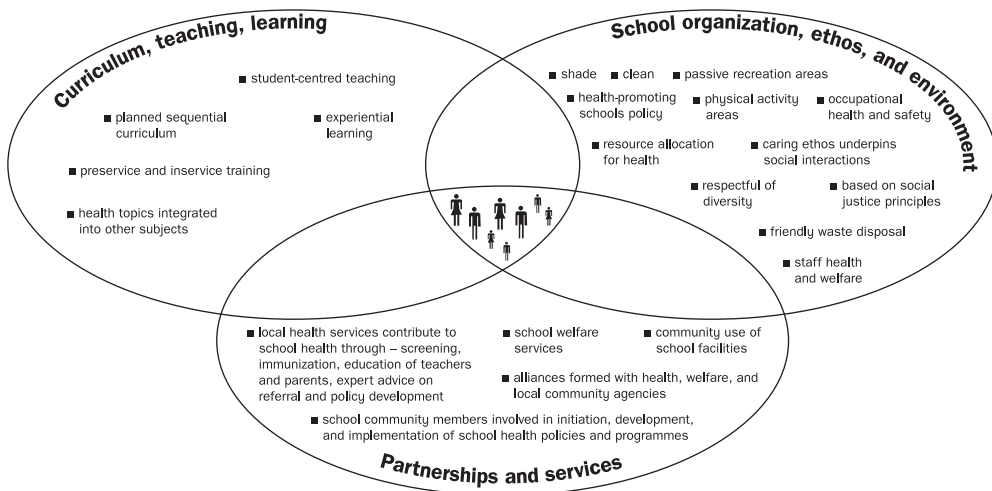 Curriculum, teaching, learning
■ student-centred teaching
■ planned sequential
curriculum
■ experiential
learning
■ preservice and inservice training
■ health topics integrated
into other subjects
School organization, ethos, and environment
■ shade ■ clean ■ passive recreation areas
■ health-promoting
schools policy
■ physical activity
areas
■ occupational
health and safety
■ resource allocation
for health
■ caring ethos underpins
social interactions
■ respectful of
diversity
■ based on social
justice principles
■ friendly waste disposal
■ staff health
and welfare
■ local health services contribute to
school health through – screening,
immunization, education of teachers
and parents, expert advice on
referral and policy development
■ school welfare
services
■ community use of
school facilities
■ alliances formed with health, welfare, and
local community agencies
■ school community members involved in initiation, development,
and implementation of school health policies and programmes
Partnerships and services